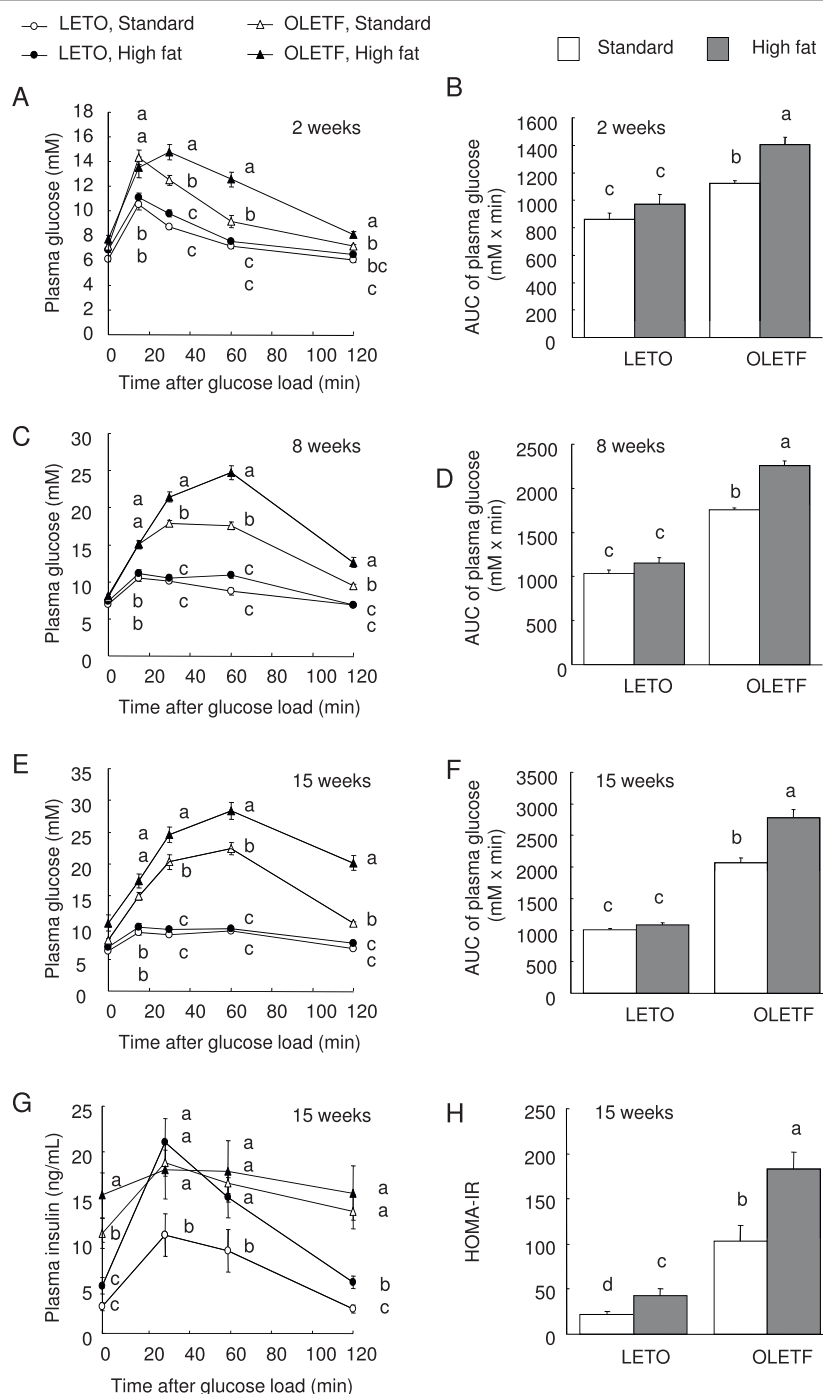 LETO, Standard
OLETF, Standard
LETO, High fat
OLETF, High fat
Standard
High fat
A
2 weeks
Plasma glucose (mM)
18
16
14
12
10
8
6
4
2
0
a
a
a
b
a
b
c
a
b
b
b
c
c
c
bc
c
0 20 40 60 80 100 120
Time after glucose load (min)
B
2 weeks
AUC of plasma glucose
(mM x min)
1600
1400
1200
1000
800
600
400
200
0
c
c
b
a
LETO
OLETF
C
8 weeks
Plasma glucose (mM)
30
25
20
15
10
5
0
a
a
a
b
a
b
c
c
a
b
b
b
c
c
c
c
0 20 40 60 80 100 120
Time after glucose load (min)
D
8 weeks
AUC of plasma glucose
(mM x min)
2500
2000
1500
1000
500
0
c
c
b
a
LETO
OLETF
E
15 weeks
Plasma glucose (mM)
35
30
25
20
15
10
5
0
a
a
a
b
a
b
c
c
a
b
b
b
c
c
c
c
0 20 40 60 80 100 120
Time after glucose load (min)
F
15 weeks
AUC of plasma glucose
(mM x min)
3500
3000
2500
2000
1500
1000
500
0
c
c
b
a
LETO
OLETF
G
15 weeks
Plasma insulin (ng/mL)
25
20
15
10
5
0
a
b
c
c
a
a
a
b
a
a
a
b
a
a
b
c
0 20 40 60 80 100 120
Time after glucose load (min)
H
15 weeks
HOMA-IR
250
200
150
100
50
0
d
c
b
a
LETO
OLETF